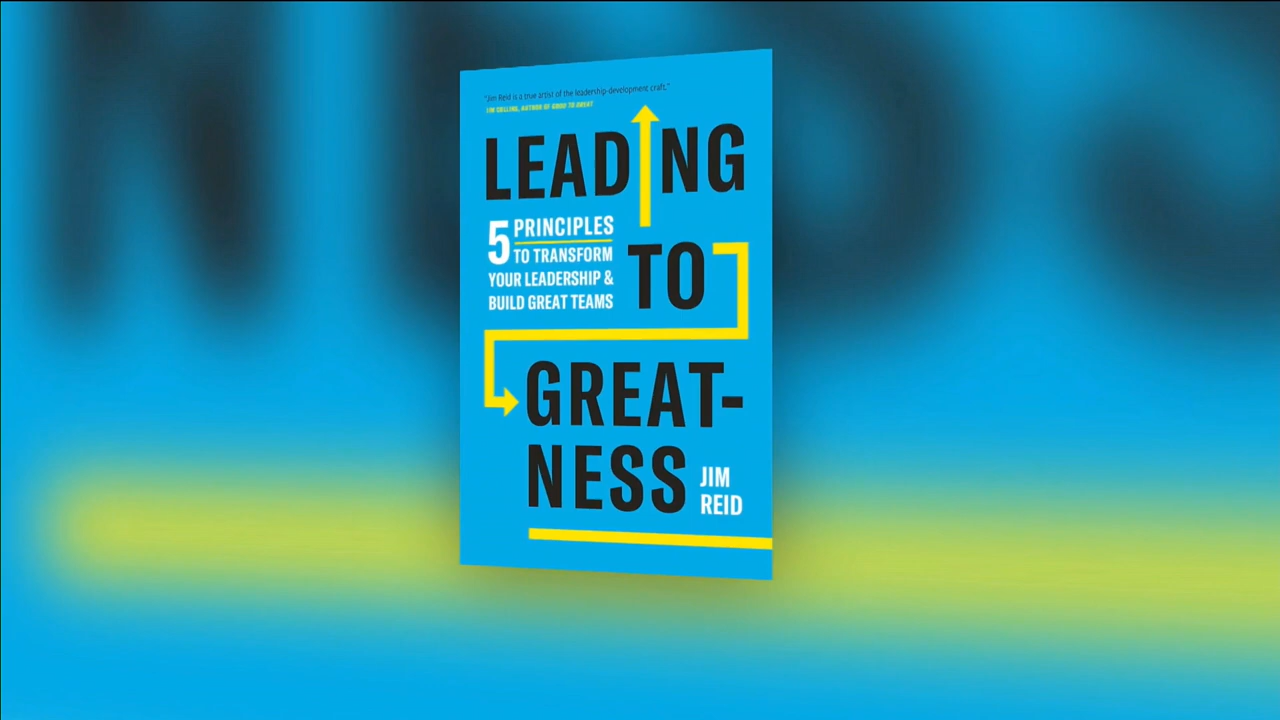 "Jim Reid is a true artist of the leadership-development craft."
JIM COLLINS, AUTHOR OF GOOD TO GREAT
LEADING
5 PRINCIPLES
TO TRANSFORM
YOUR LEADERSHIP &
BUILD GREAT TEAMS
TO
GREAT-
NESS
JIM
REID